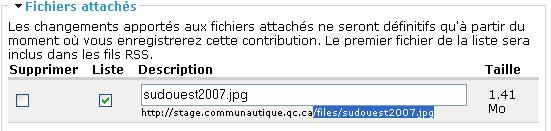 Fichiers attachés
Les changements apportés aux fichiers attachés ne seront définitifs qu'à partir du
moment où vous enregistrerez cette contribution. Le premier fichier de la liste sera
inclus dans les fils RSS.
Supprimer Liste Description Taille
sudouest2007.jpg 1.41
http://stage.communautique.qc.ca/files/sudouest2007.jpg Mo